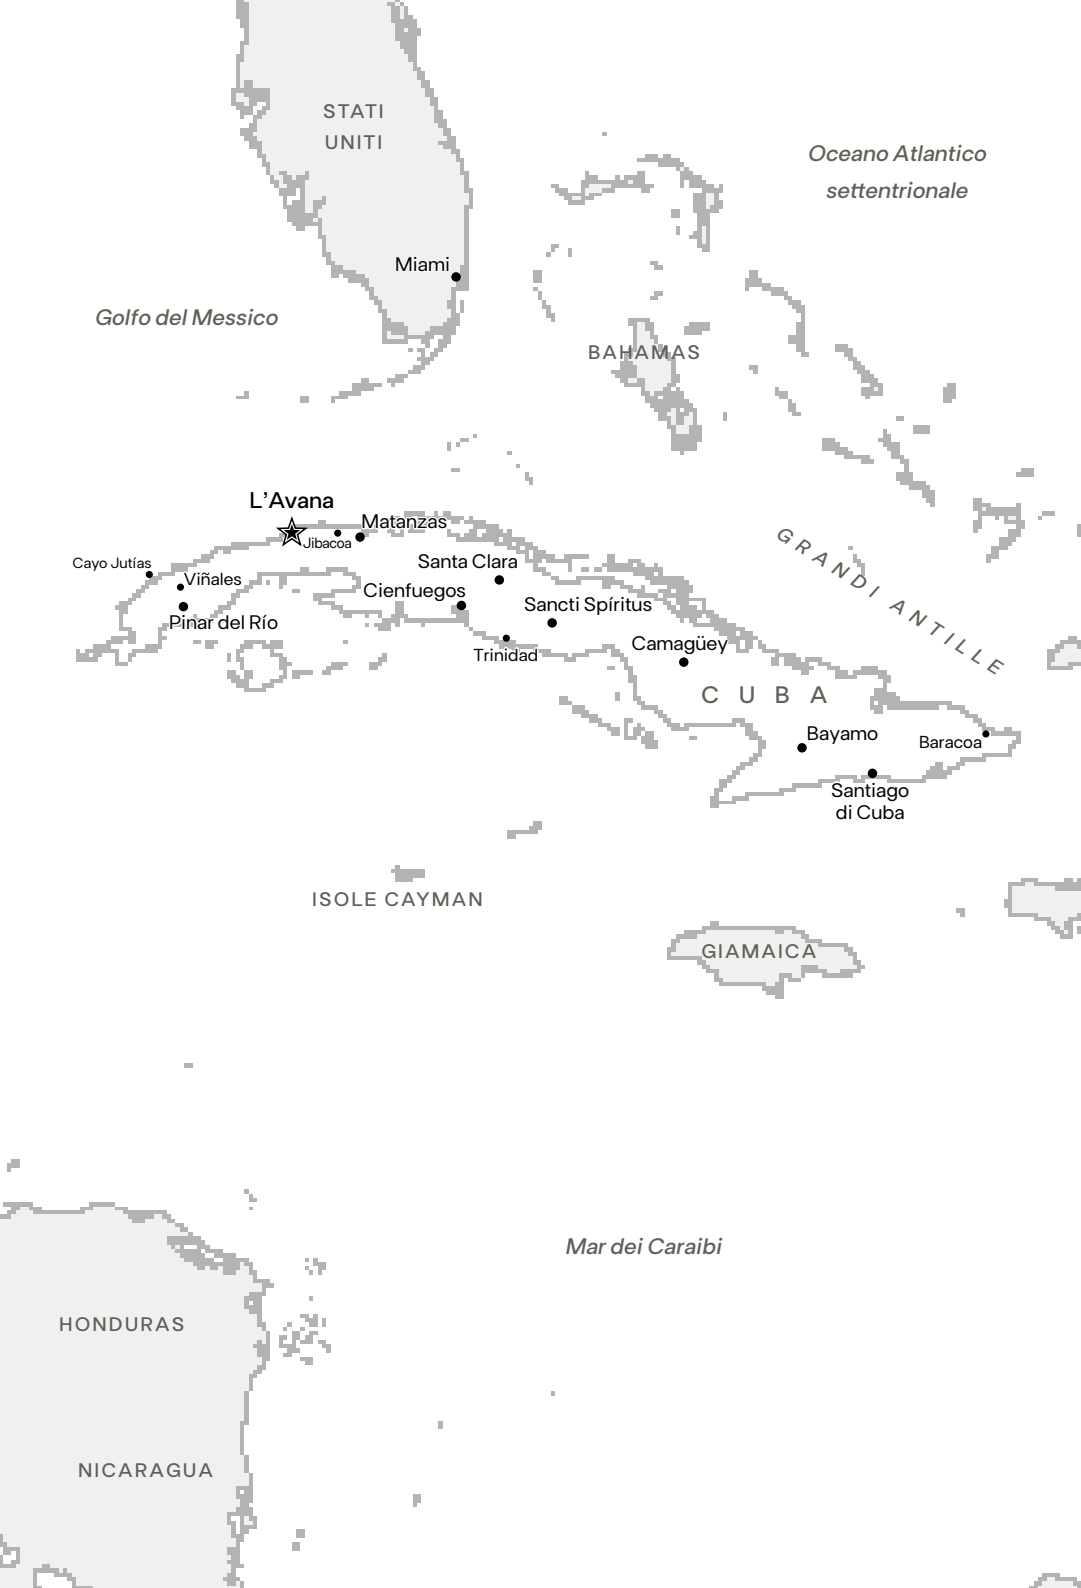 STATI
UNITI
Oceano Atlantico
settentrionale
Miami
Golfo del Messico
BAHAMAS
L’Avana
Matanzas
Jibacoa
GRANDI ANTILLE
Cayo Jutías
Viñales
Santa Clara
Cienfuegos
Sancti Spíritus
Pinar del Río
Trinidad
Camagüey
CUBA
Bayamo
Baracoa
Santiago
di Cuba
ISOLE CAYMAN
GIAMAICA
Mar dei Caraibi
HONDURAS
NICARAGUA